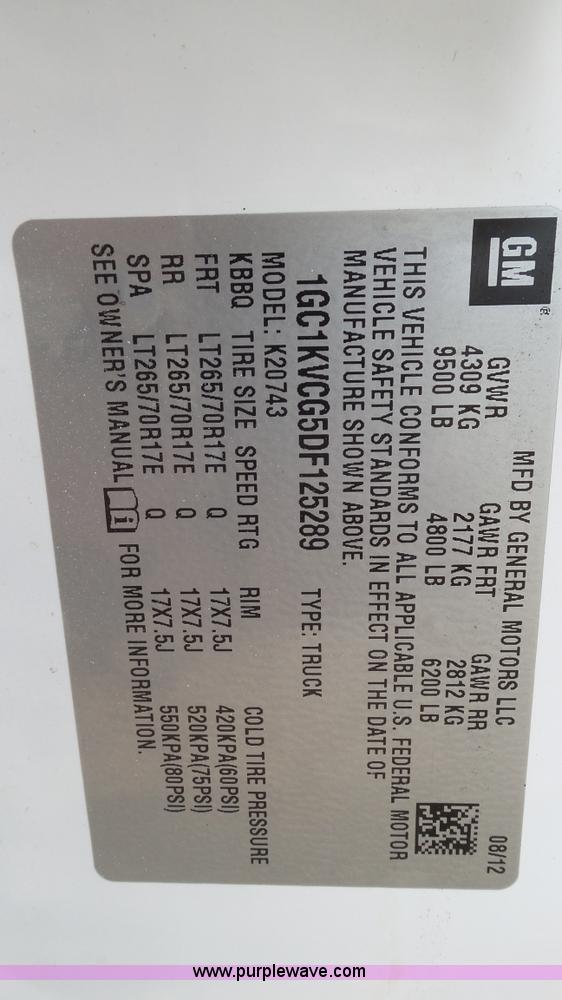 GM®
MFD BY GENERAL MOTORS LLC 08/12
GVWR GAWR FRT GAWR RR
4309 KG 2177 KG 2812 KG
9500 LB 4800 LB 6200 LB
THIS VEHICLE CONFORMS TO ALL APPLICABLE U.S. FEDERAL MOTOR
VEHICLE SAFETY STANDARDS IN EFFECT ON THE DATE OF
MANUFACTURE SHOWN ABOVE.
1GC1KVCG5DF125289 TYPE: TRUCK
MODEL: K20743
KBBQ TIRE SIZE SPEED RTG RIM COLD TIRE PRESSURE
FRT LT265/70R17E Q 17X7.5J 420KPA(60PSI)
RR LT265/70R17E Q 17X7.5J 520KPA(75PSI)
SPA LT265/70R17E Q 17X7.5J 550KPA(80PSI)
SEE OWNER'S MANUAL i FOR MORE INFORMATION.
www.purplewave.com